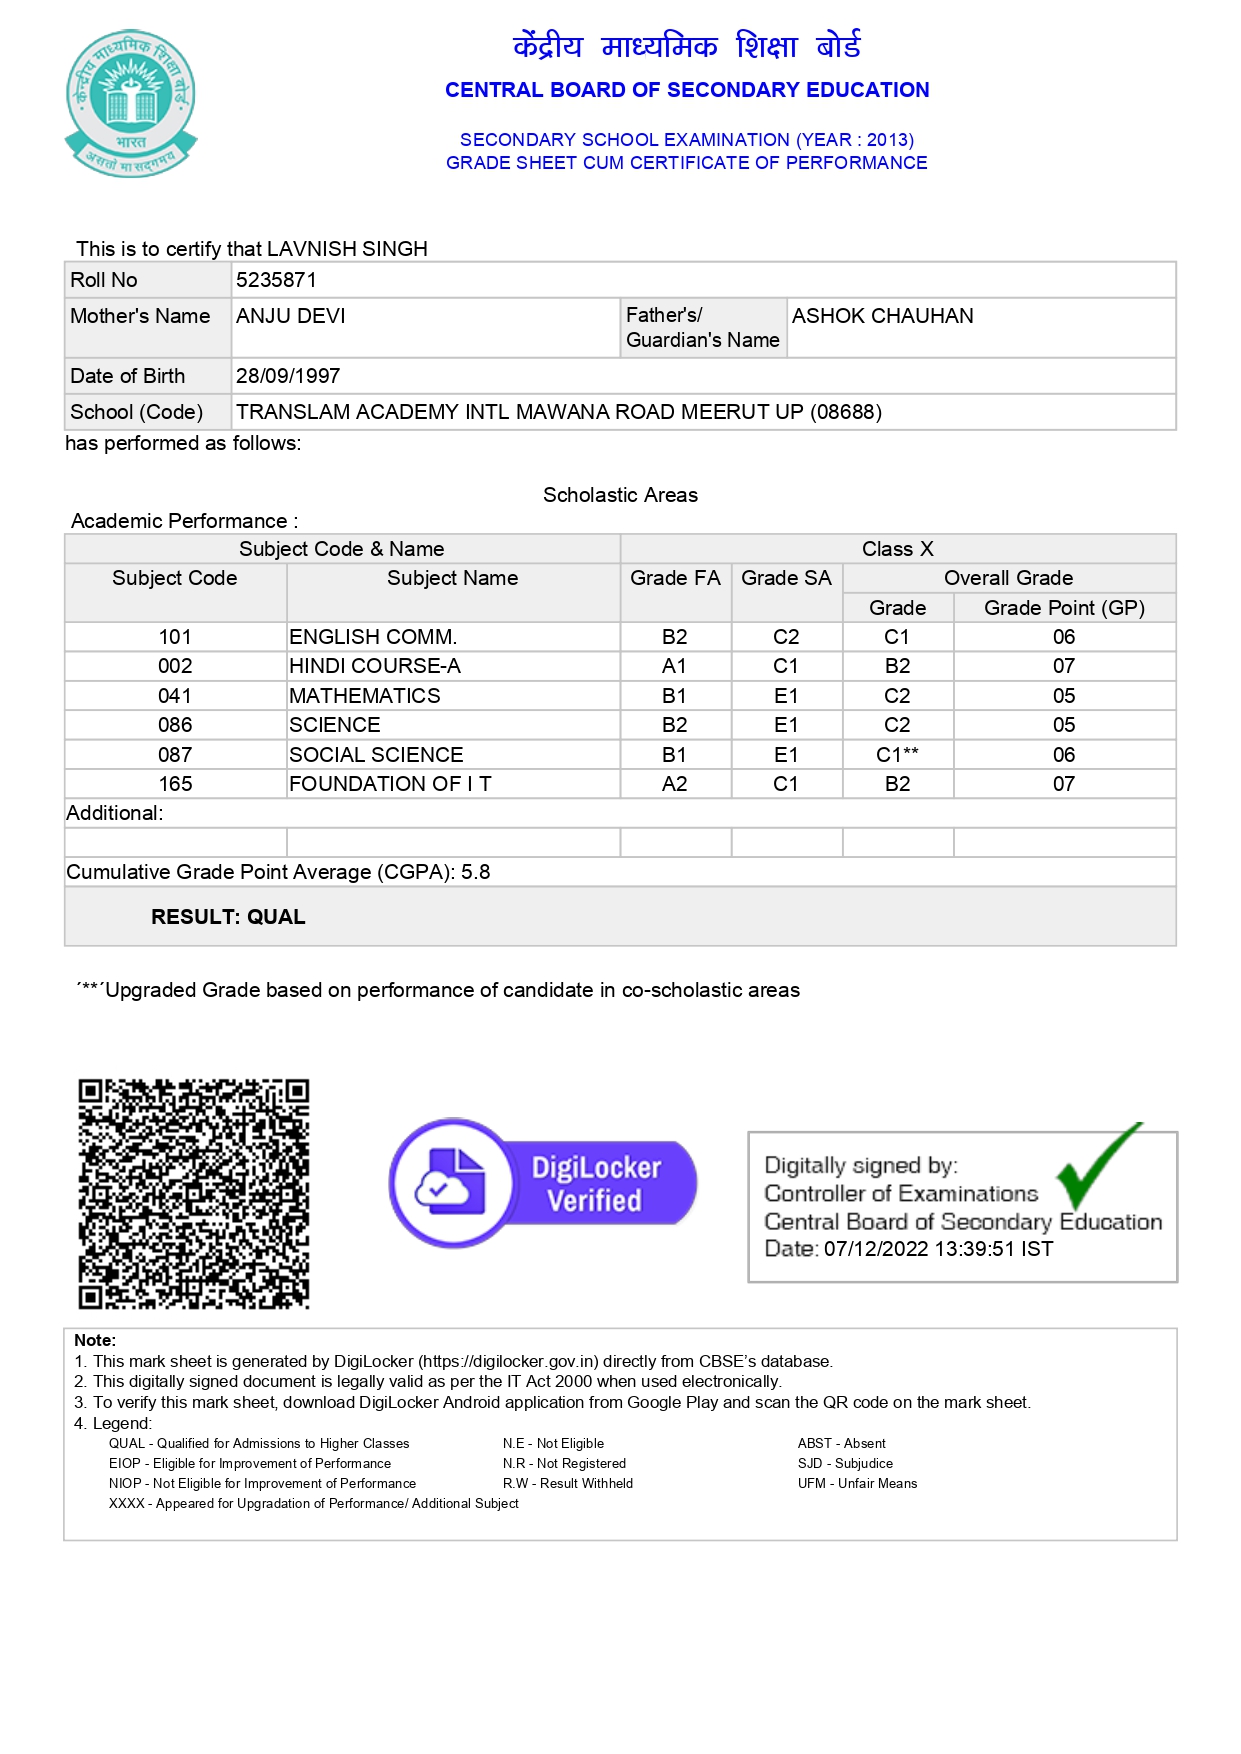 केंद्रीय माध्यमिक शिक्षा बोर्ड
CENTRAL BOARD OF SECONDARY EDUCATION
SECONDARY SCHOOL EXAMINATION (YEAR : 2013)
GRADE SHEET CUM CERTIFICATE OF PERFORMANCE
केन्द्रीय माध्यमिक शिक्षा बोर्ड
भारत
असतो मा सदगमय
This is to certify that LAVNISH SINGH
Roll No 5235871
Mother's Name ANJU DEVI Father's/ Guardian's Name ASHOK CHAUHAN
Date of Birth 28/09/1997
School (Code) TRANSLAM ACADEMY INTL MAWANA ROAD MEERUT UP (08688)
has performed as follows:
Scholastic Areas
Academic Performance :
Subject Code & Name Class X
Subject Code Subject Name Grade FA Grade SA Overall Grade
Grade Grade Point (GP)
101 ENGLISH COMM. B2 C2 C1 06
002 HINDI COURSE-A A1 C1 B2 07
041 MATHEMATICS B1 E1 C2 05
086 SCIENCE B2 E1 C2 05
087 SOCIAL SCIENCE B1 E1 C1** 06
165 FOUNDATION OF I T A2 C1 B2 07
Additional:
Cumulative Grade Point Average (CGPA): 5.8
RESULT: QUAL
´**´Upgraded Grade based on performance of candidate in co-scholastic areas
DigiLocker
Verified
Digitally signed by:
Controller of Examinations
Central Board of Secondary Education
Date: 07/12/2022 13:39:51 IST
Note:
1. This mark sheet is generated by DigiLocker (https://digilocker.gov.in) directly from CBSE’s database.
2. This digitally signed document is legally valid as per the IT Act 2000 when used electronically.
3. To verify this mark sheet, download DigiLocker Android application from Google Play and scan the QR code on the mark sheet.
4. Legend:
QUAL - Qualified for Admissions to Higher Classes N.E - Not Eligible ABST - Absent
EIOP - Eligible for Improvement of Performance N.R - Not Registered SJD - Subjudice
NIOP - Not Eligible for Improvement of Performance R.W - Result Withheld UFM - Unfair Means
XXXX - Appeared for Upgradation of Performance/ Additional Subject